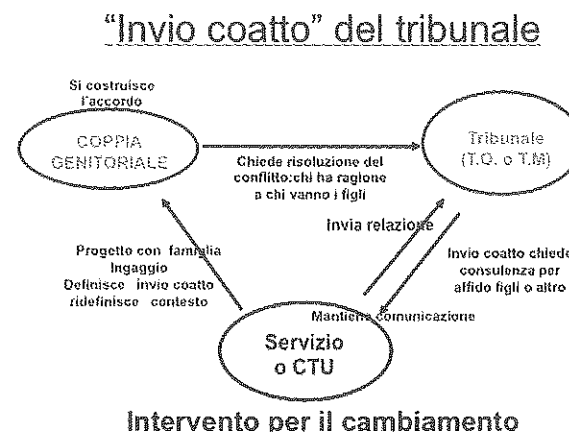 “Invio coatto” del tribunale
Si costruisce
l'accordo
COPPIA
GENITORIALE
Tribunale
(T.O. o T.M)
Chiede risoluzione del
conflitto:chi ha ragione
a chi vanno i figli
Invia relazione
Progetto con famiglia
Ingaggio
Definisce invio coatto
ridefinisce contesto
Invio coatto chiede
consulenza per
affido figli o altro
Mantiene comunicazione
Servizio
o CTU
Intervento per il cambiamento